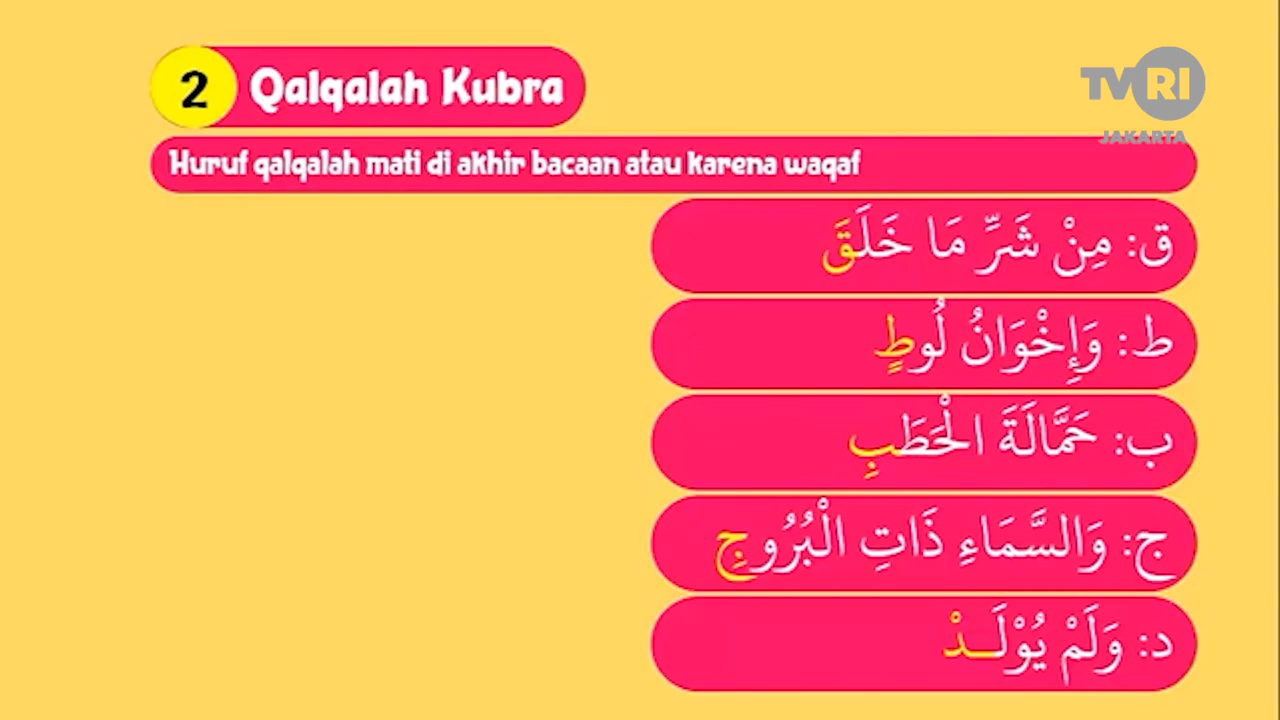 2 Qalqalah Kubra
TVRI
JAKARTA
Huruf qalqalah mati di akhir bacaan atau karena waqaf
ق: مِنْ شَرِّ مَا خَلَقَ
ط: وَإِخْوَانُ لُوطٍ
ب: حَمَّالَةَ الْحَطَبِ
ج: وَالسَّمَاءِ ذَاتِ الْبُرُوجِ
د: وَلَمْ يُوْلَــدْ